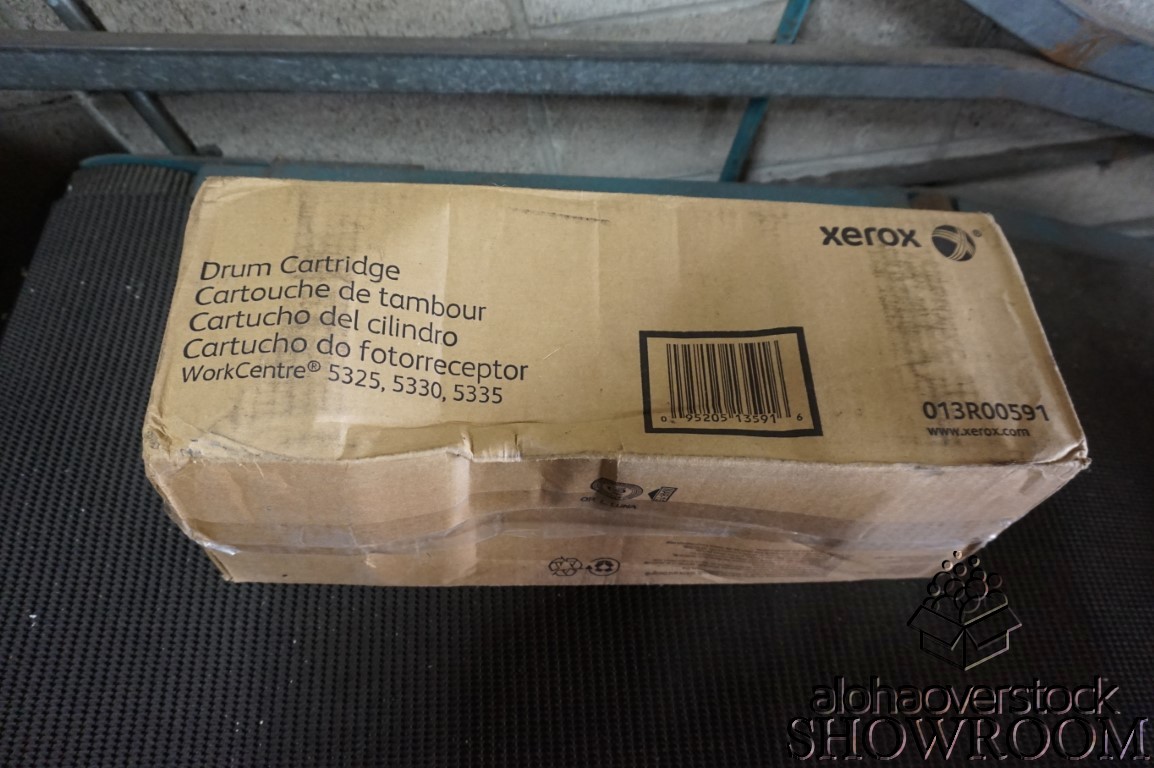 xerox
Drum Cartridge
Cartouche de tambour
Cartucho del cilindro
Cartucho do fotorreceptor
WorkCentre® 5325, 5330, 5335
0 95205 13591 6
013R00591
www.xerox.com
alohaoverstock
SHOWROOM